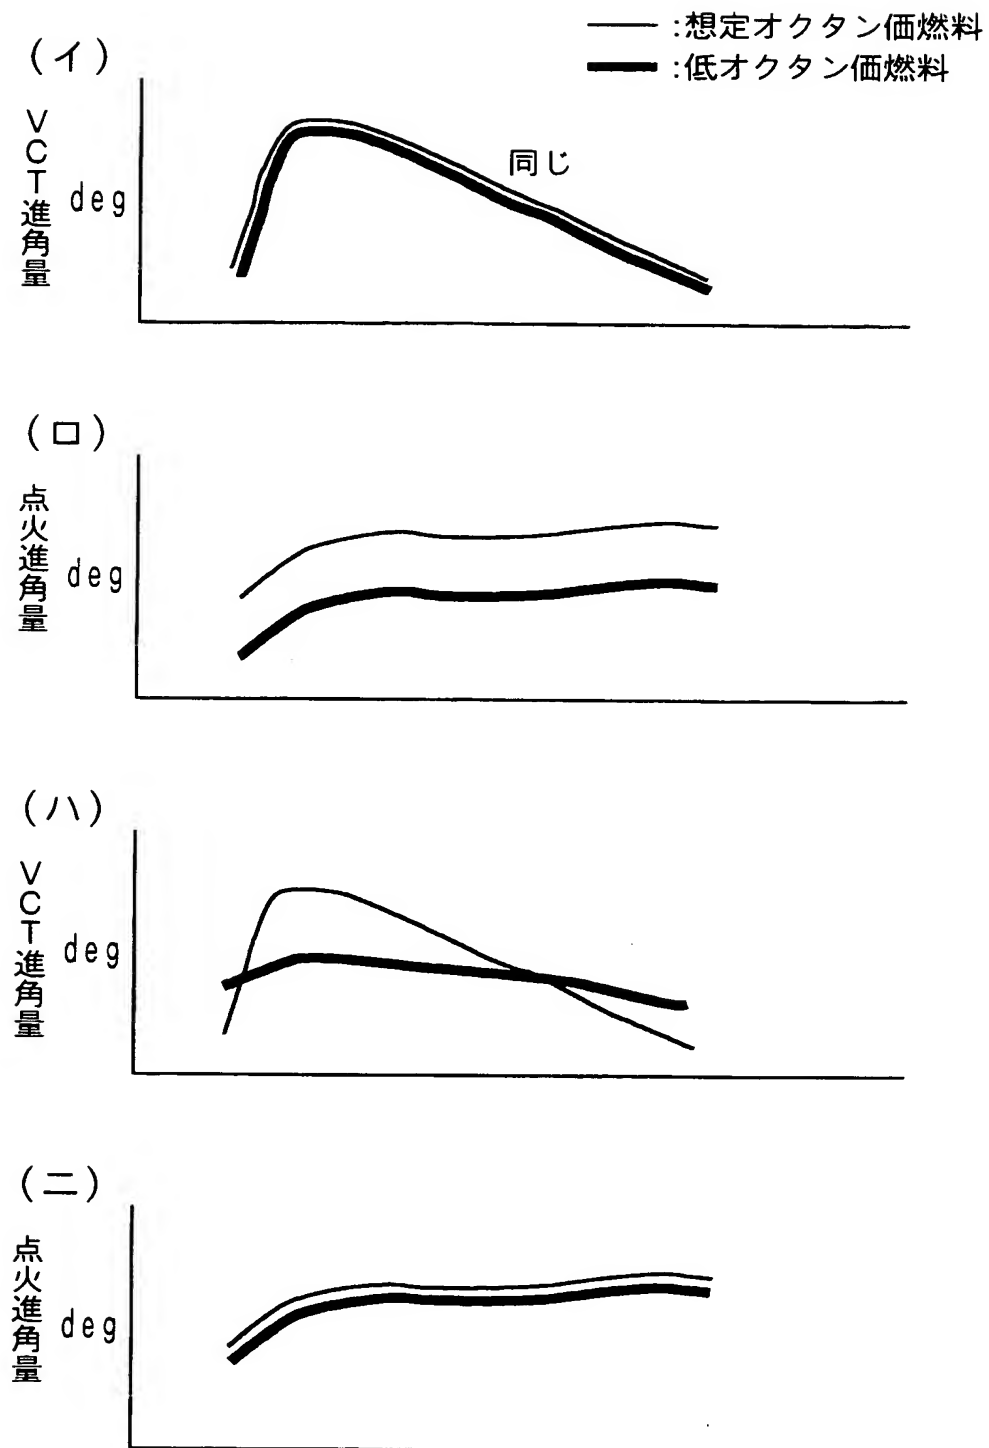 :想定オクタン価燃料
:低オクタン価燃料
(イ)
VCT進角量
deg
同じ
(ロ)
点火進角量
deg
(ハ)
VCT進角量
deg
(ニ)
点火進角量
deg